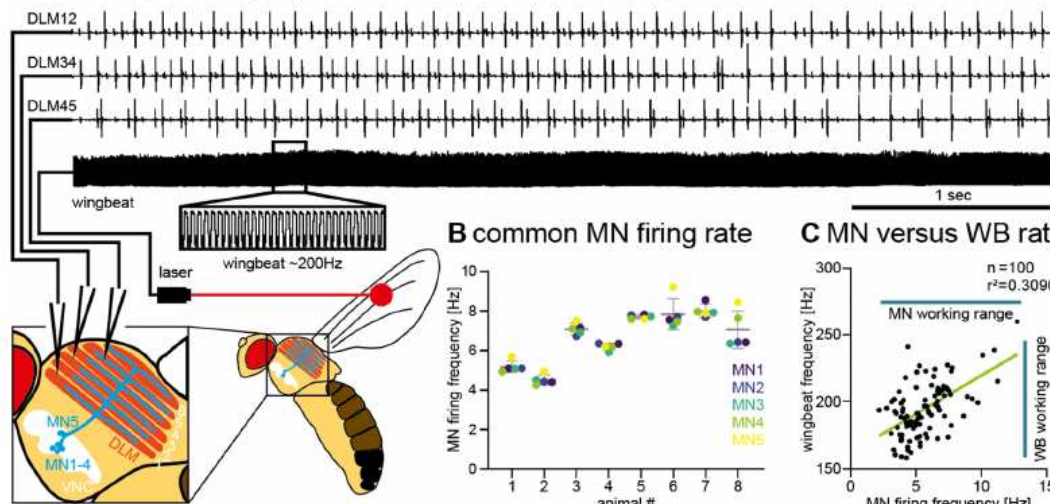 DLM12
DLM34
DLM45
wingbeat
1 sec
wingbeat ~200Hz
laser
MN5
MN1-4
VNC
DLM
B common MN firing rate
MN firing frequency [Hz]
10
8
6
4
2
0
1 2 3 4 5 6 7 8
animal #
MN1
MN2
MN3
MN4
MN5
C MN versus WB rat
n=100
r²=0.309
MN working range
WB working range
wingbeat frequency [Hz]
300
250
200
150
0 5 10 15
MN firing frequency [Hz]